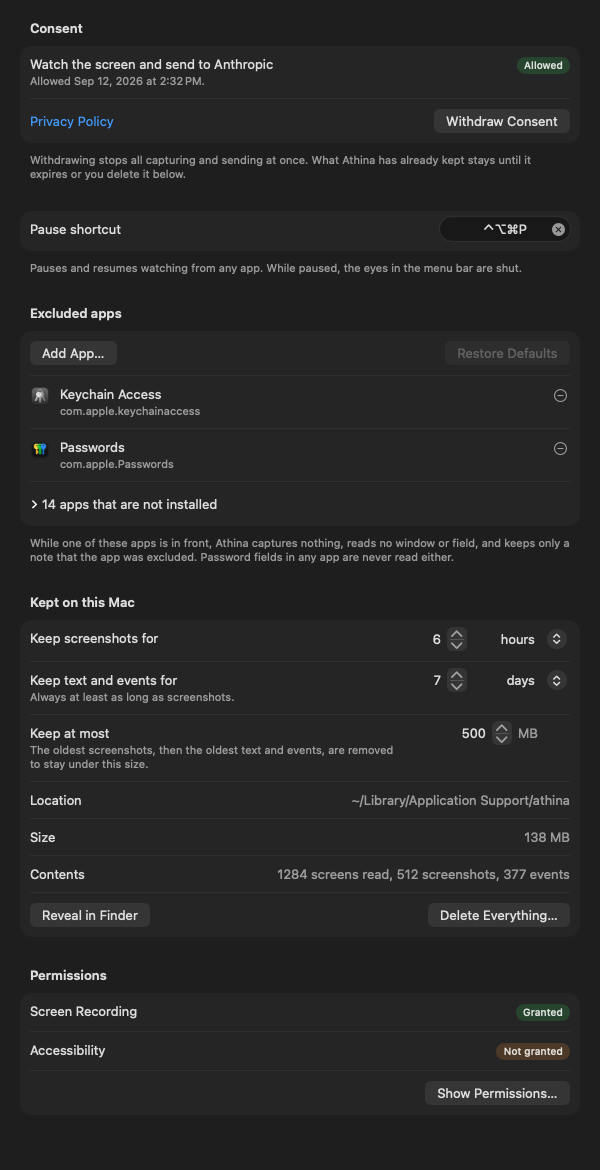 Consent
Watch the screen and send to Anthropic
Allowed
Allowed Sep 12, 2026 at 2:32 PM.
Privacy Policy
Withdraw Consent
Withdrawing stops all capturing and sending at once. What Athina has already kept stays until it
expires or you delete it below.
Pause shortcut
^⌥⌘P
Pauses and resumes watching from any app. While paused, the eyes in the menu bar are shut.
Excluded apps
Add App...
Restore Defaults
Keychain Access
com.apple.keychainaccess
Passwords
com.apple.Passwords
14 apps that are not installed
While one of these apps is in front, Athina captures nothing, reads no window or field, and keeps only a
note that the app was excluded. Password fields in any app are never read either.
Kept on this Mac
Keep screenshots for
6
hours
Keep text and events for
7
days
Always at least as long as screenshots.
Keep at most
500
MB
The oldest screenshots, then the oldest text and events, are removed
to stay under this size.
Location
~/Library/Application Support/athina
Size
138 MB
Contents
1284 screens read, 512 screenshots, 377 events
Reveal in Finder
Delete Everything...
Permissions
Screen Recording
Granted
Accessibility
Not granted
Show Permissions...